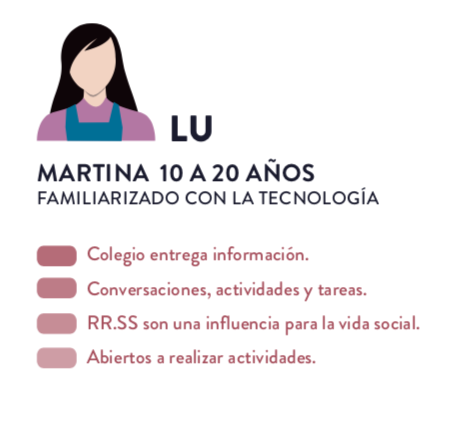 LU
MARTINA 10 A 20 AÑOS
FAMILIARIZADO CON LA TECNOLOGÍA
Colegio entrega información.
Conversaciones, actividades y tareas.
RR.SS son una influencia para la vida social.
Abiertos a realizar actividades.